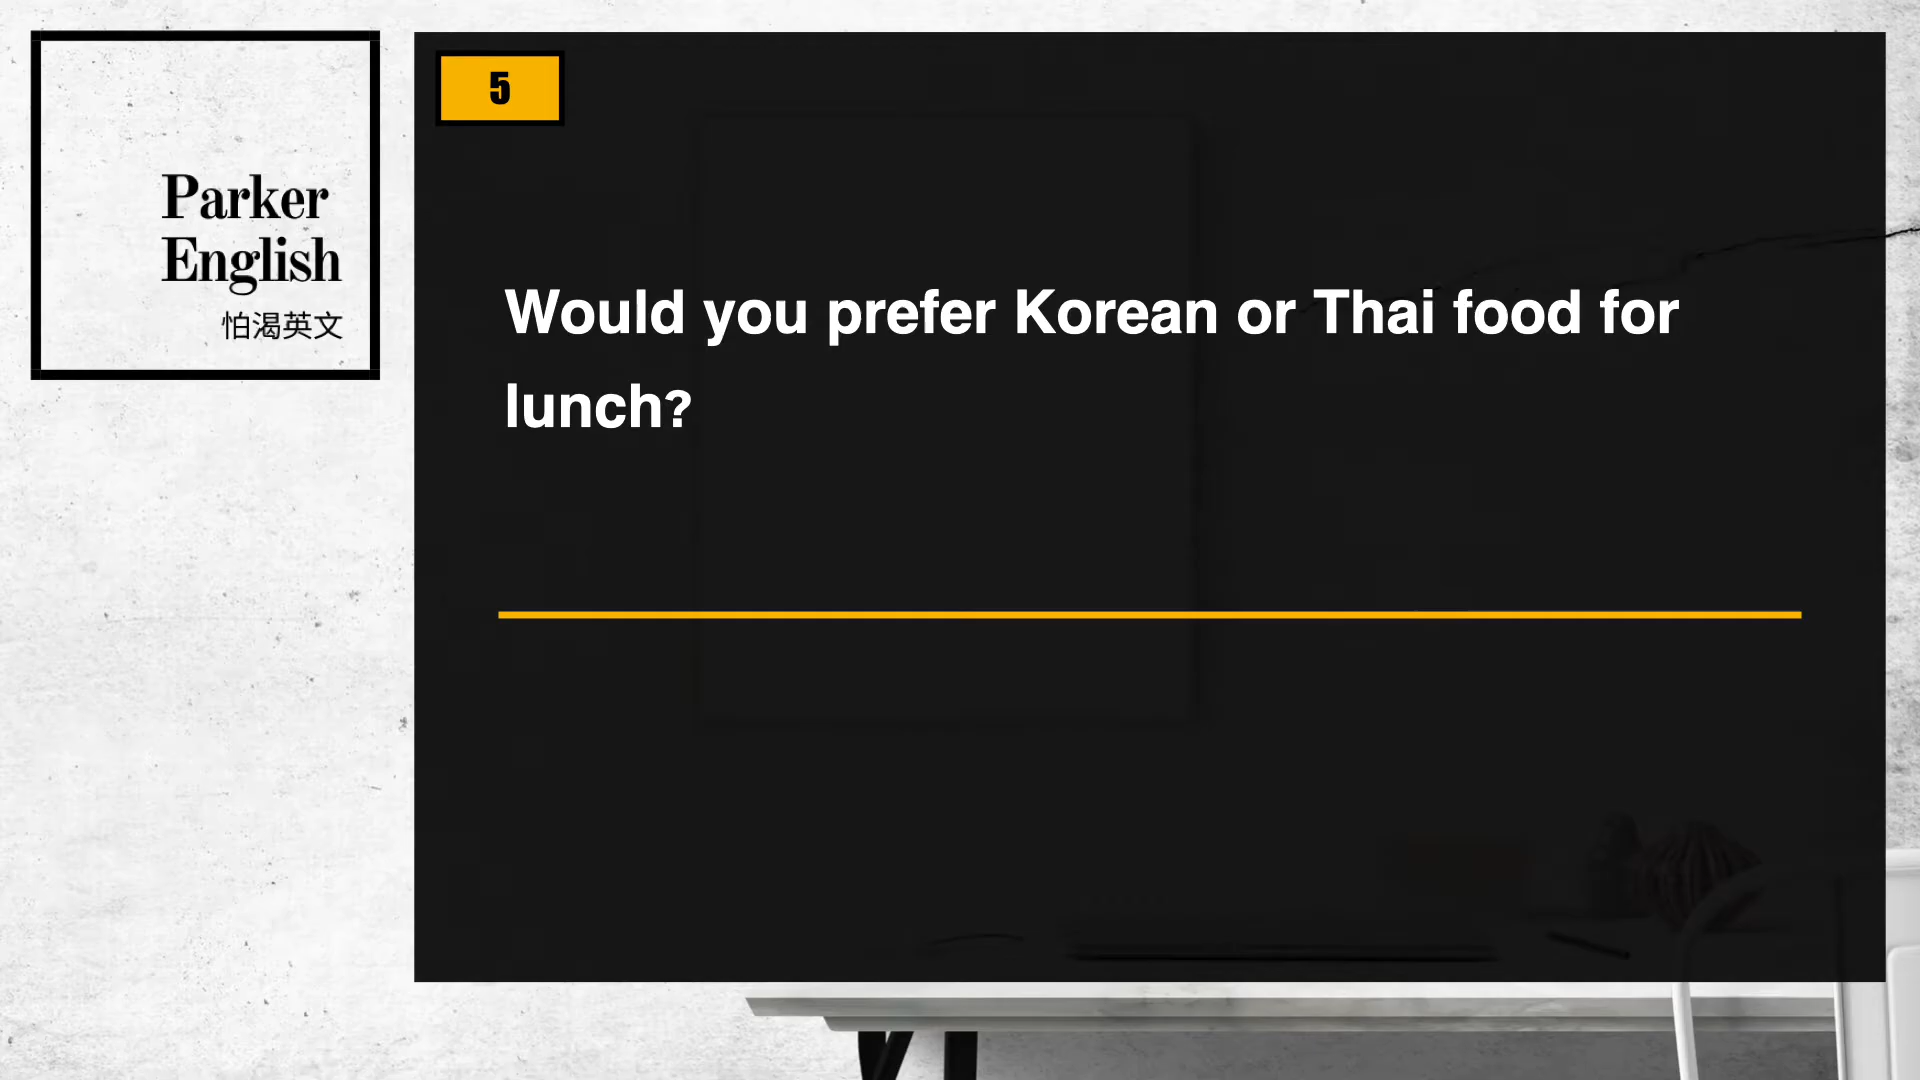 Parker
English
怕渴英文
5
Would you prefer Korean or Thai food for
lunch?